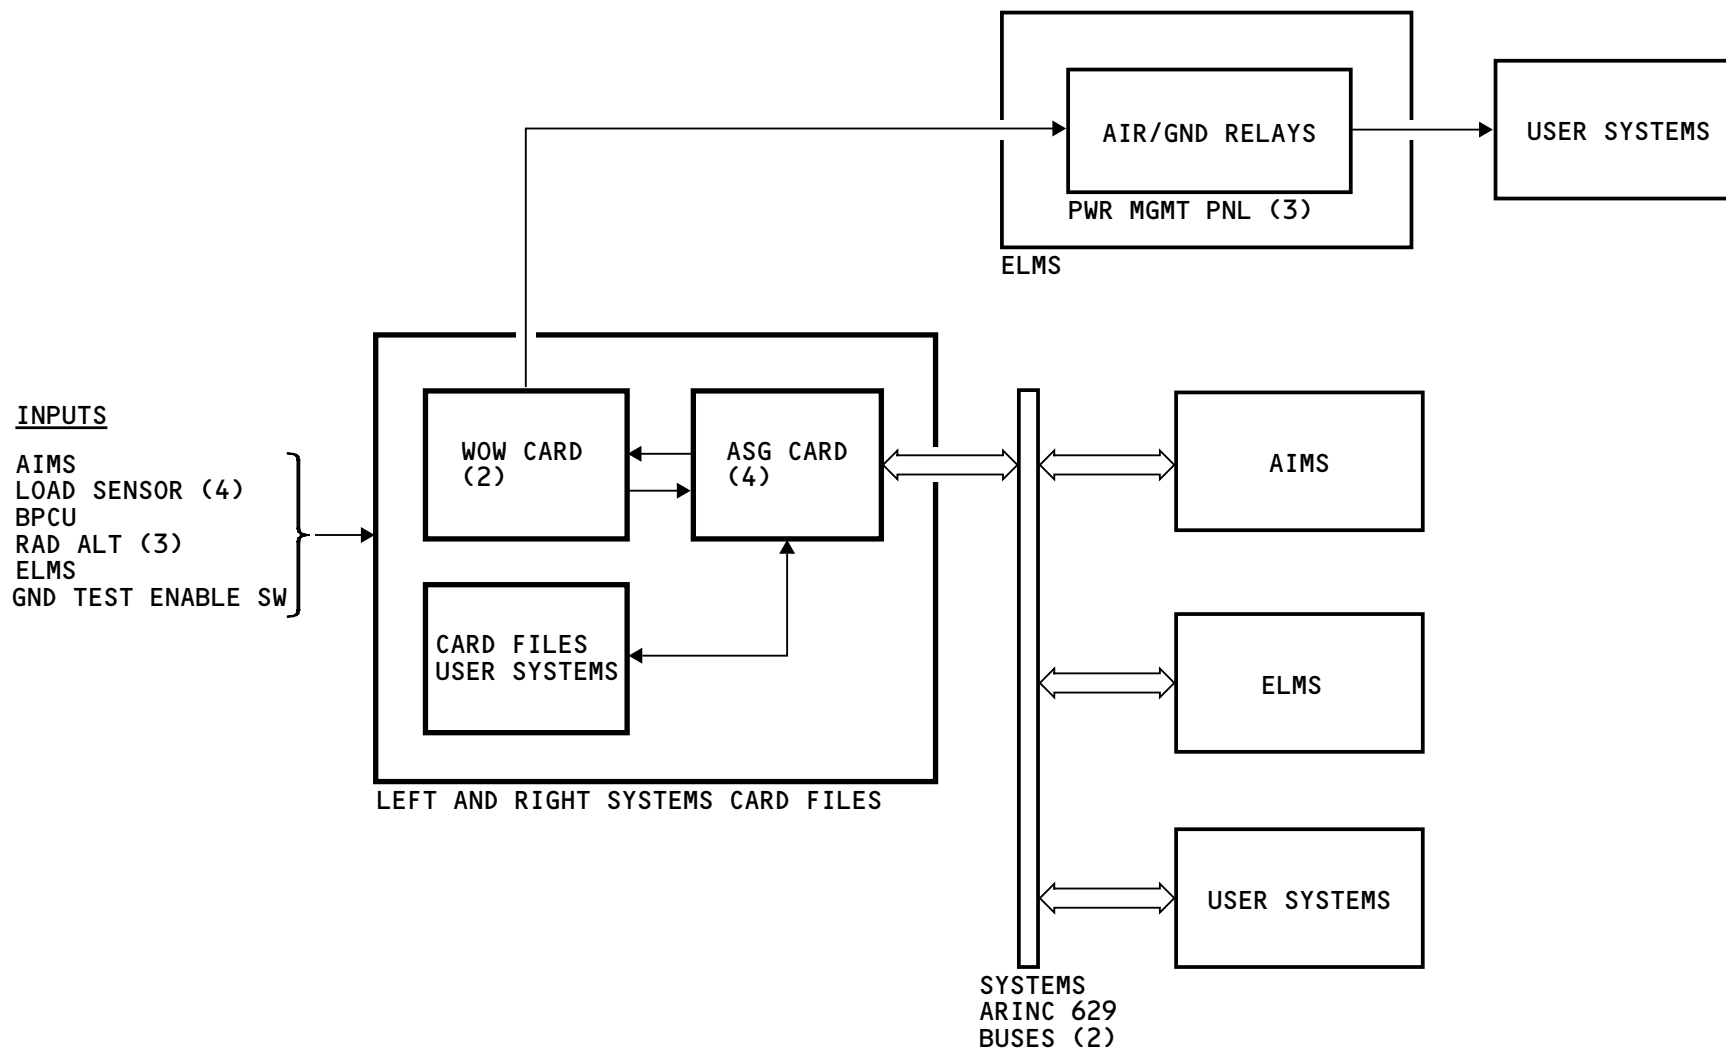 AIR/GND RELAYS
USER SYSTEMS
PWR MGMT PNL (3)
ELMS
INPUTS
AIMS
LOAD SENSOR (4)
BPCU
RAD ALT (3)
ELMS
GND TEST ENABLE SW
WOW CARD
(2)
ASG CARD
(4)
CARD FILES
USER SYSTEMS
LEFT AND RIGHT SYSTEMS CARD FILES
AIMS
ELMS
USER SYSTEMS
SYSTEMS
ARINC 629
BUSES (2)